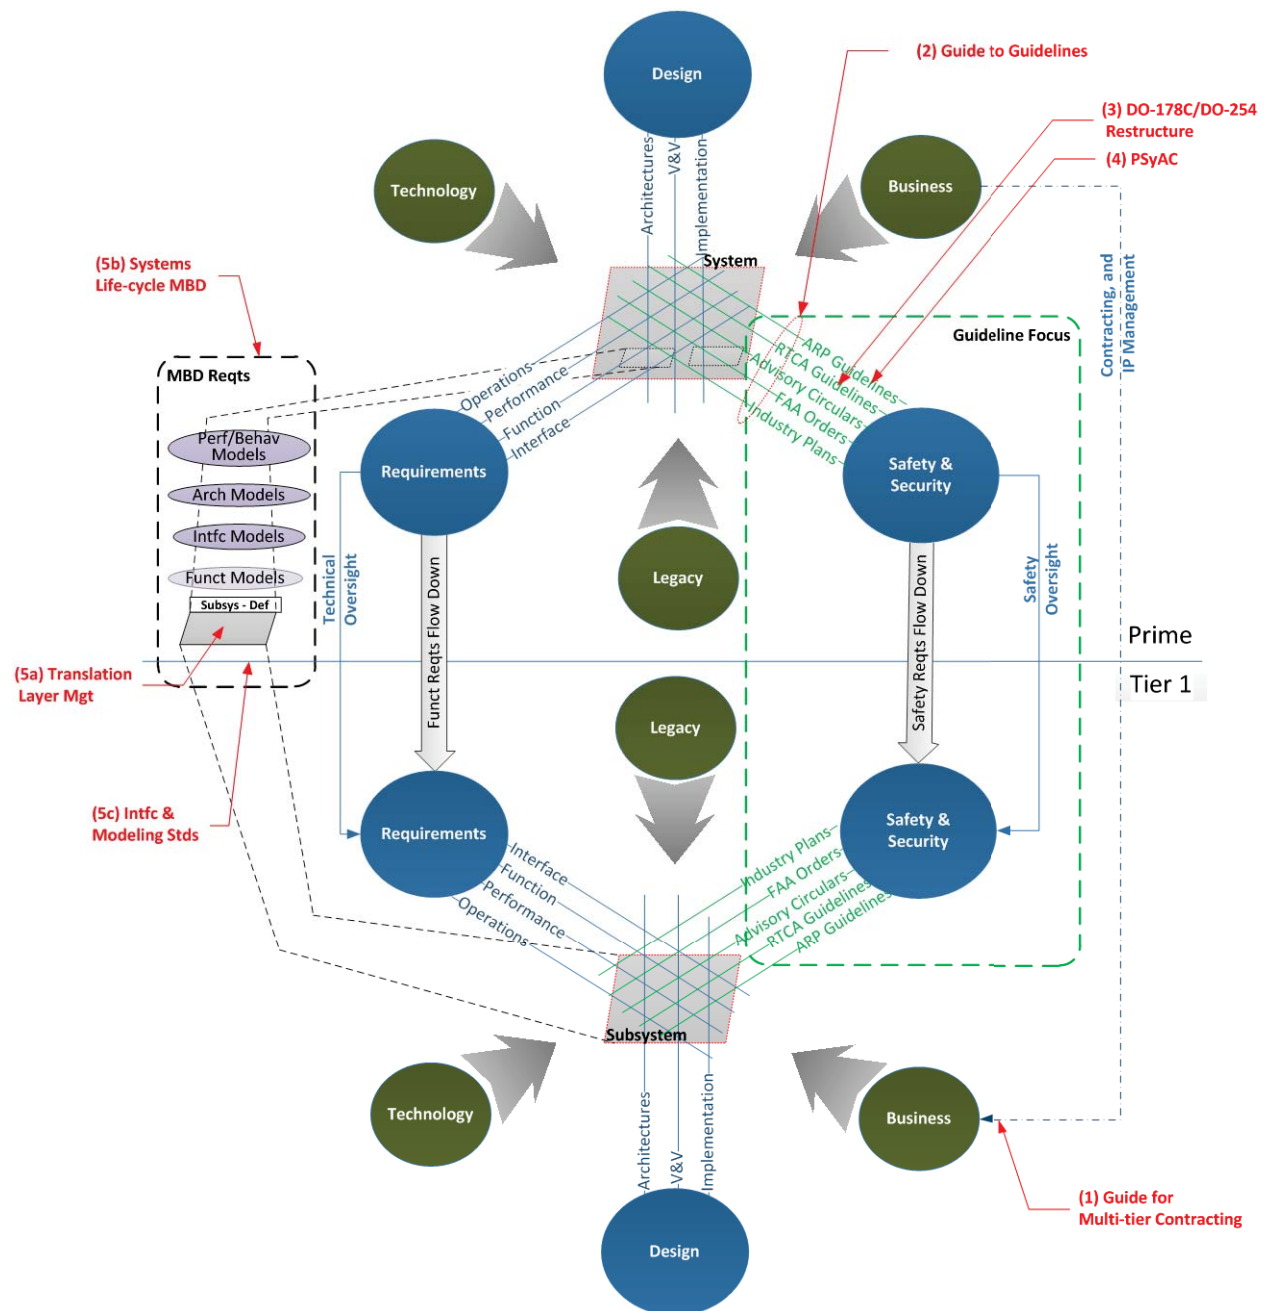 (2) Guide to Guidelines
Design
(3) DO-178C/DO-254
Restructure
(4) PSyAC
Technology
Business
Architectures
V&V
Implementation
System
(5b) Systems
Life-cycle MBD
Contracting, and
IP Management
Guideline Focus
MBD Reqts
ARP Guidelines
RTCA Guidelines
Advisory Circulars
FAA Orders
Industry Plans
Operations
Performance
Function
Interface
Perf/Behav
Models
Arch Models
Intfc Models
Funct Models
Subsys - Def
Requirements
Safety &
Security
Technical
Oversight
Funct Reqts Flow Down
Legacy
Safety Reqts Flow Down
Safety
Oversight
Prime
Tier 1
(5a) Translation
Layer Mgt
Legacy
(5c) Intfc &
Modeling Stds
Requirements
Safety &
Security
Interface
Function
Performance
Operations
Industry Plans
FAA Orders
Advisory Circulars
RTCA Guidelines
ARP Guidelines
Subsystem
Technology
Business
Architectures
V&V
Implementation
(1) Guide for
Multi-tier Contracting
Design